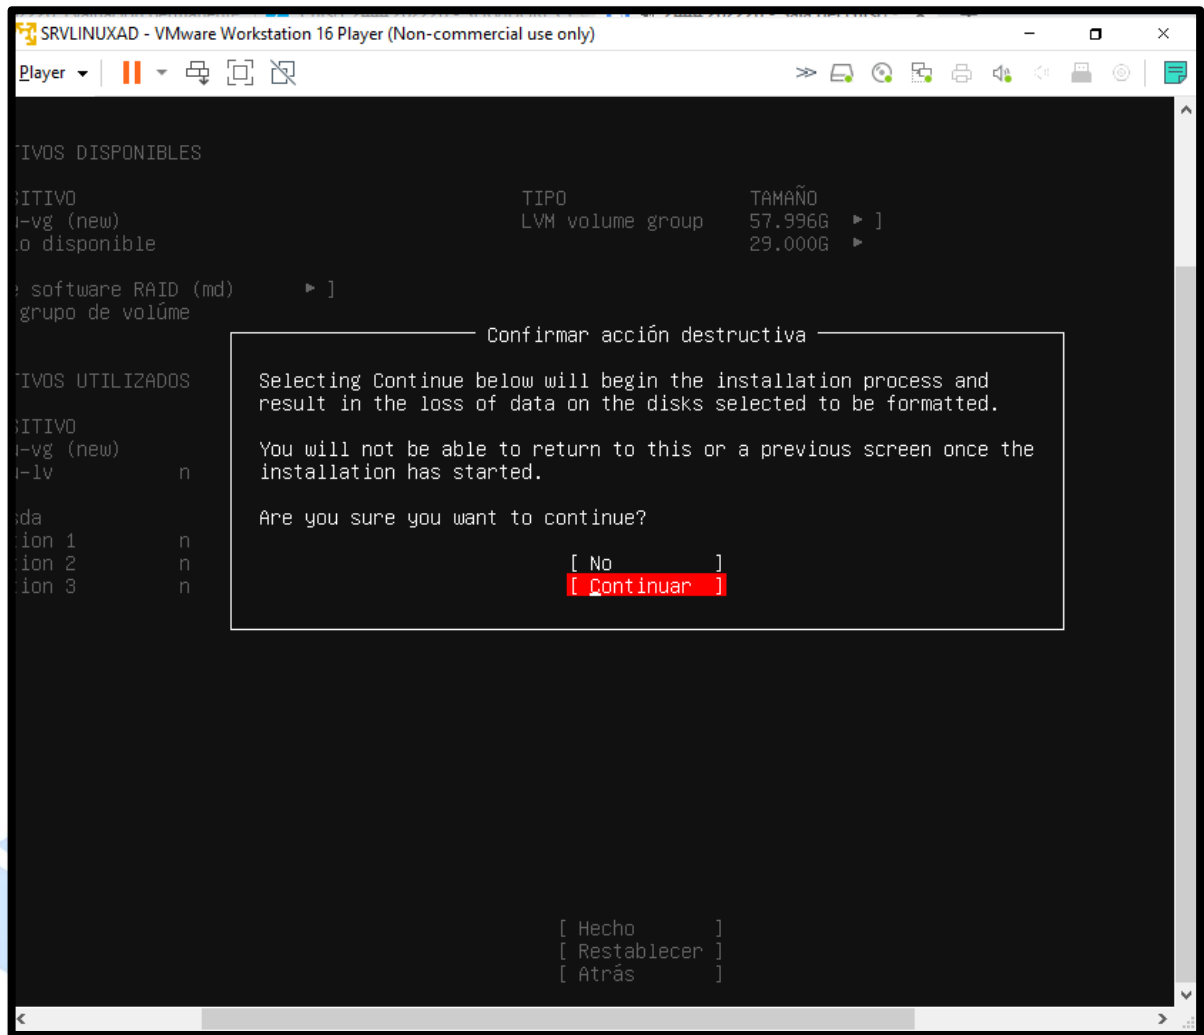 SRVLINUXAD - VMware Workstation 16 Player (Non-commercial use only)
Player
TIVOS DISPONIBLES
SITIVO TIPO TAMAÑO
u-vg (new) LVM volume group 57.996G ► ]
lo disponible 29.000G ►
e software RAID (md) ► ]
grupo de volúme
Confirmar acción destructiva
TIVOS UTILIZADOS
Selecting Continue below will begin the installation process and
result in the loss of data on the disks selected to be formatted.
SITIVO
u-vg (new)
You will not be able to return to this or a previous screen once the
u-lv n
installation has started.
sda
Are you sure you want to continue?
tion 1 n
tion 2 n
[ No ]
tion 3 n
[ Continuar ]
[ Hecho ]
[ Restablecer ]
[ Atrás ]